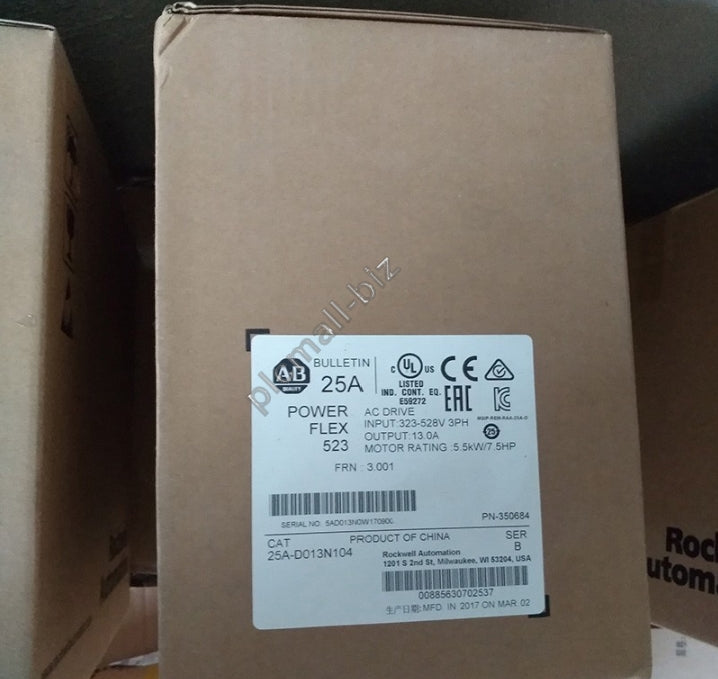 plcmall-biz
A-B
QUALITY
BULLETIN
25A
POWER
FLEX
523
C UL US
LISTED
IND. CONT. EQ.
E59272
CE
EAC
AC DRIVE
INPUT:323-528V 3PH
OUTPUT:13.0A
MOTOR RATING :5.5kW/7.5HP
25
FRN : 3.001
SERIAL NO. 5AD013N0W170900
PN-350684
CAT
25A-D013N104
PRODUCT OF CHINA
SER
B
Rockwell Automation
1201 S 2nd St, Milwaukee, WI 53204, USA
00885630702537
生产日期:MFD. IN 2017 ON MAR. 02